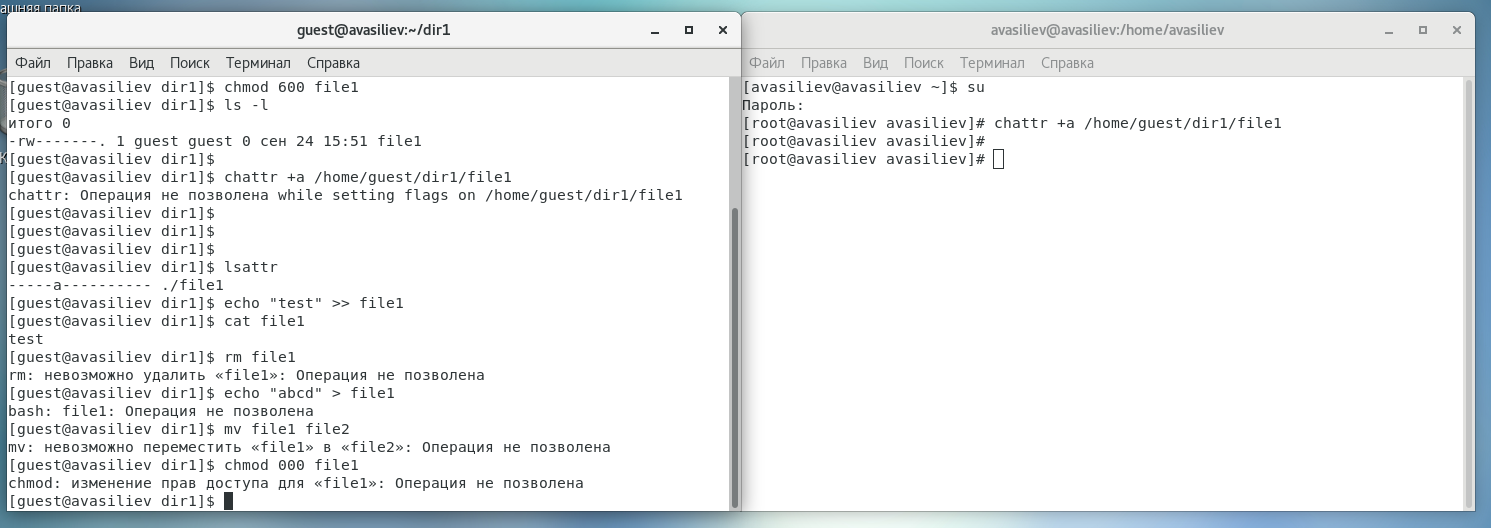 ашняя папка
guest@avasiliev:~/dir1
Файл Правка Вид Поиск Терминал Справка
[guest@avasiliev dir1]$ chmod 600 file1
[guest@avasiliev dir1]$ ls -l
итого 0
-rw-------. 1 guest guest 0 сен 24 15:51 file1
[guest@avasiliev dir1]$
[guest@avasiliev dir1]$ chattr +a /home/guest/dir1/file1
chattr: Операция не позволена while setting flags on /home/guest/dir1/file1
[guest@avasiliev dir1]$
[guest@avasiliev dir1]$
[guest@avasiliev dir1]$
[guest@avasiliev dir1]$ lsattr
-----a---------- ./file1
[guest@avasiliev dir1]$ echo "test" >> file1
[guest@avasiliev dir1]$ cat file1
test
[guest@avasiliev dir1]$ rm file1
rm: невозможно удалить «file1»: Операция не позволена
[guest@avasiliev dir1]$ echo "abcd" > file1
bash: file1: Операция не позволена
[guest@avasiliev dir1]$ mv file1 file2
mv: невозможно переместить «file1» в «file2»: Операция не позволена
[guest@avasiliev dir1]$ chmod 000 file1
chmod: изменение прав доступа для «file1»: Операция не позволена
[guest@avasiliev dir1]$
avasiliev@avasiliev:/home/avasiliev
Файл Правка Вид Поиск Терминал Справка
[avasiliev@avasiliev ~]$ su
Пароль:
[root@avasiliev avasiliev]# chattr +a /home/guest/dir1/file1
[root@avasiliev avasiliev]#
[root@avasiliev avasiliev]#